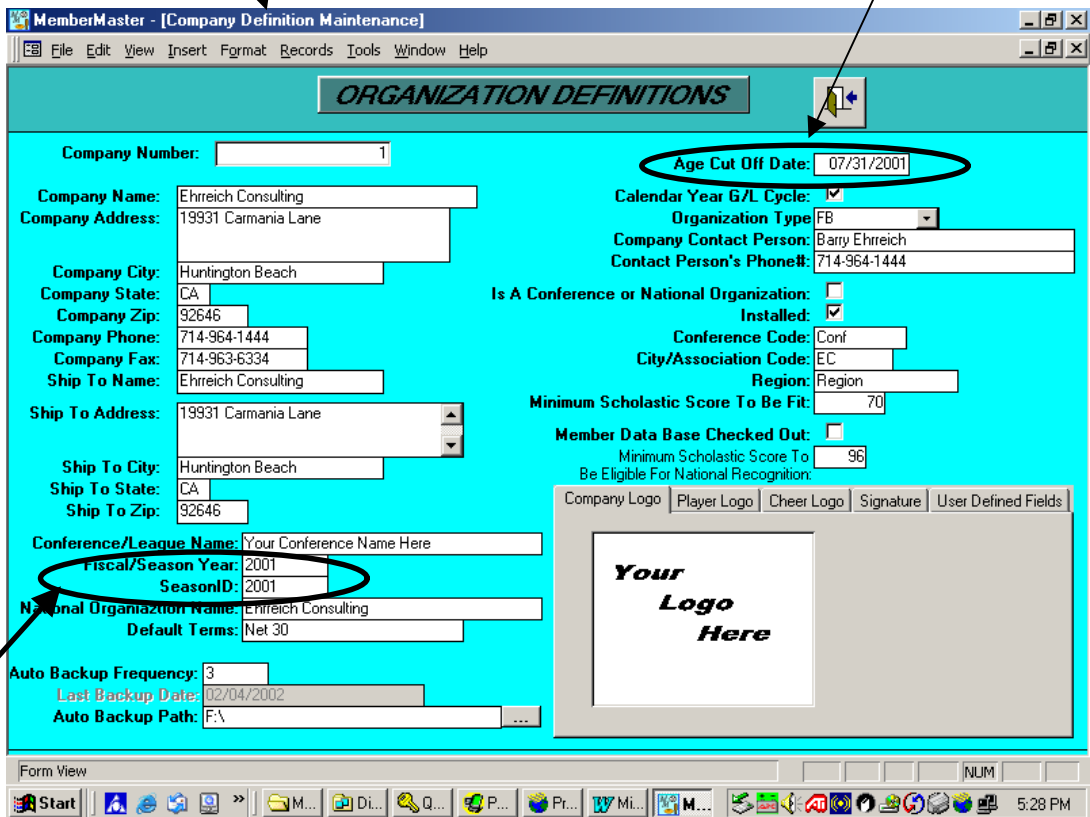 MemberMaster - [Company Definition Maintenance]
File Edit View Insert Format Records Tools Window Help
ORGANIZATION DEFINITIONS
Company Number: 1
Company Name: Ehrreich Consulting
Company Address: 19931 Carmania Lane
Company City: Huntington Beach
Company State: CA
Company Zip: 92646
Company Phone: 714-964-1444
Company Fax: 714-963-6334
Ship To Name: Ehrreich Consulting
Ship To Address: 19931 Carmania Lane
Ship To City: Huntington Beach
Ship To State: CA
Ship To Zip: 92646
Conference/League Name: Your Conference Name Here
Fiscal/Season Year: 2001
SeasonID: 2001
National Organiaztion Name: Ehrreich Consulting
Default Terms: Net 30
Auto Backup Frequency: 3
Last Backup Date: 02/04/2002
Auto Backup Path: F:\ ...
Age Cut Off Date: 07/31/2001
Calendar Year G/L Cycle:
Organization Type FB
Company Contact Person: Barry Ehrreich
Contact Person's Phone#: 714-964-1444
Is A Conference or National Organization:
Installed:
Conference Code: Conf
City/Association Code: EC
Region: Region
Minimum Scholastic Score To Be Fit: 70
Member Data Base Checked Out:
Minimum Scholastic Score To 96
Be Eligible For National Recognition:
Company Logo Player Logo Cheer Logo Signature User Defined Fields
Your
Logo
Here
Form View NUM
Start » M... Di... Q... P... Pr... Mi... M... 5:28 PM